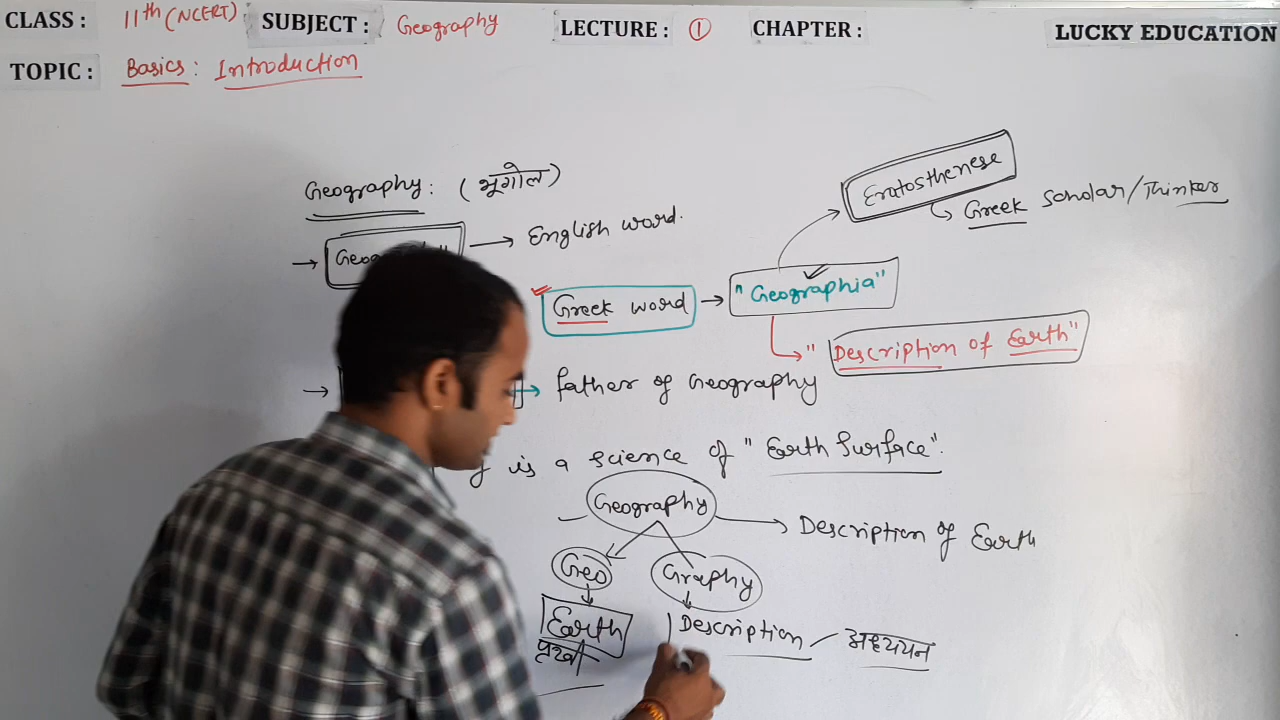 CLASS : 11th (NCERT) SUBJECT : Geography LECTURE : 1 CHAPTER : LUCKY EDUCATION
TOPIC : Basics : Introduction
Geography : (भूगोल)
→ English word.
Eratosthenese
Greek Scholar/Thinker
Greek word → "Geographia"
" Description of Earth"
→ → father of Geography
is a science of "Earth Surface".
Geography → Description of Earth
Geo Graphy
Earth Description अध्ययन
पृथ्वी